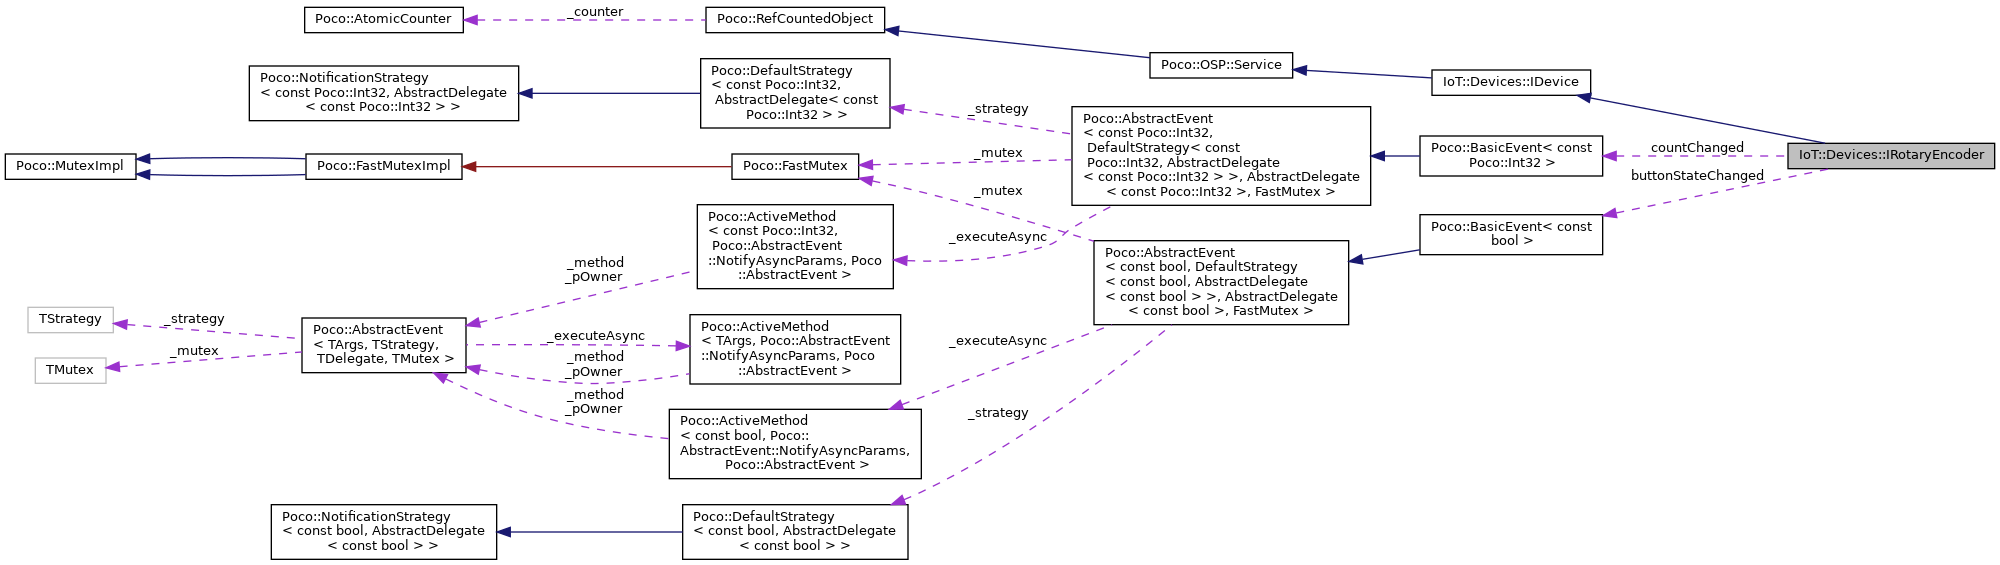 Poco::AtomicCounter
_counter
Poco::RefCountedObject
Poco::OSP::Service
IoT::Devices::IDevice
Poco::NotificationStrategy
< const Poco::Int32, AbstractDelegate
< const Poco::Int32 > >
Poco::DefaultStrategy
< const Poco::Int32,
AbstractDelegate< const
Poco::Int32 > >
_strategy
Poco::AbstractEvent
< const Poco::Int32,
DefaultStrategy< const
Poco::Int32, AbstractDelegate
< const Poco::Int32 > >, AbstractDelegate
< const Poco::Int32 >, FastMutex >
Poco::BasicEvent< const
Poco::Int32 >
countChanged
IoT::Devices::IRotaryEncoder
buttonStateChanged
Poco::MutexImpl
Poco::FastMutexImpl
Poco::FastMutex
_mutex
_mutex
Poco::ActiveMethod
< const Poco::Int32,
Poco::AbstractEvent
::NotifyAsyncParams, Poco
::AbstractEvent >
_executeAsync
Poco::AbstractEvent
< const bool, DefaultStrategy
< const bool, AbstractDelegate
< const bool > >, AbstractDelegate
< const bool >, FastMutex >
Poco::BasicEvent< const
bool >
_method
_pOwner
TStrategy
_strategy
TMutex
_mutex
Poco::AbstractEvent
< TArgs, TStrategy,
TDelegate, TMutex >
_executeAsync
_method
_pOwner
_method
_pOwner
Poco::ActiveMethod
< TArgs, Poco::AbstractEvent
::NotifyAsyncParams, Poco
::AbstractEvent >
_executeAsync
Poco::ActiveMethod
< const bool, Poco::
AbstractEvent::NotifyAsyncParams,
Poco::AbstractEvent >
_strategy
Poco::NotificationStrategy
< const bool, AbstractDelegate
< const bool > >
Poco::DefaultStrategy
< const bool, AbstractDelegate
< const bool > >